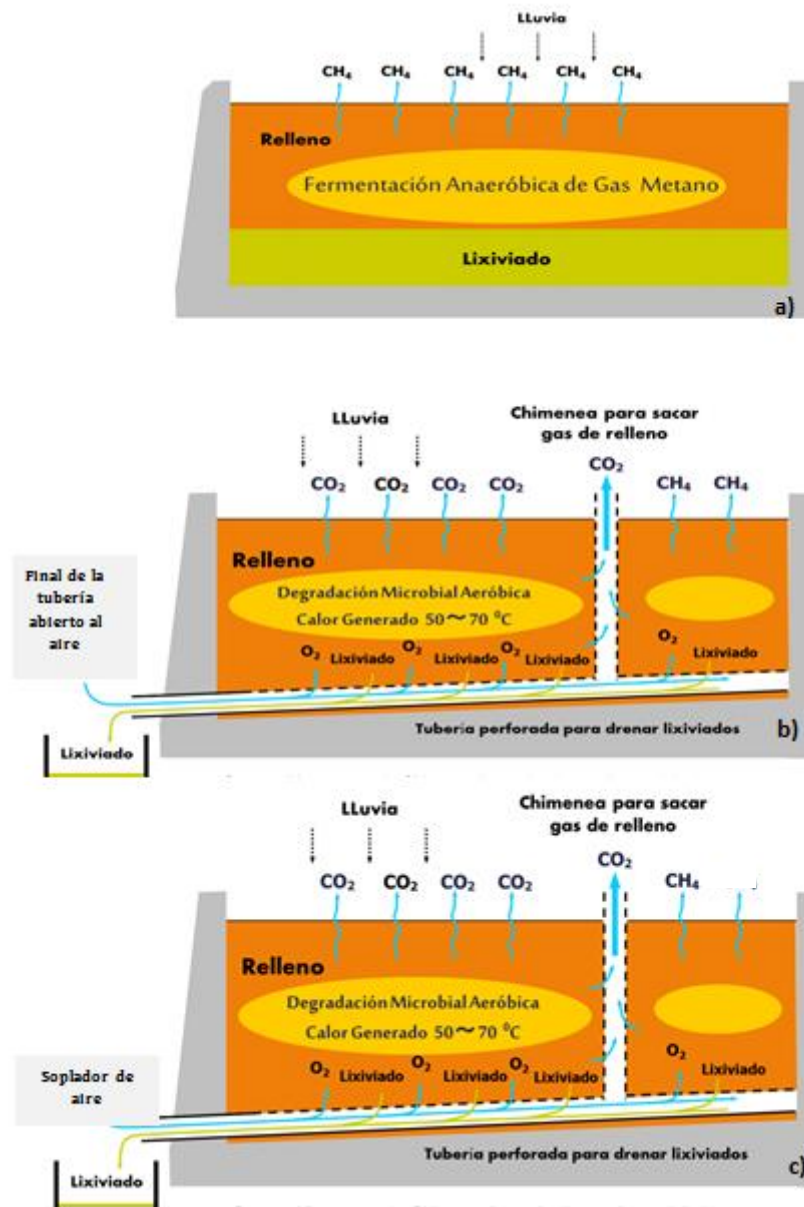 LLuvia
CH₄ CH₄ CH₄ CH₄ CH₄ CH₄
Relleno
Fermentación Anaeróbica de Gas Metano
Lixiviado
a)
LLuvia
Chimenea para sacar
gas de relleno
CO₂
CO₂ CO₂ CO₂ CO₂ CH₄ CH₄
Relleno
Final de la
tubería
abierto al
aire
Degradación Microbial Aeróbica
Calor Generado 50~70 ⁰C
O₂ Lixiviado O₂ Lixiviado O₂ Lixiviado O₂ Lixiviado
Tubería perforada para drenar lixiviados
b)
Lixiviado
LLuvia
Chimenea para sacar
gas de relleno
CO₂
CO₂ CO₂ CO₂ CO₂ CH₄
Relleno
Degradación Microbial Aeróbica
Calor Generado 50~70 ⁰C
Soplador de
aire
O₂ Lixiviado O₂ Lixiviado O₂ Lixiviado O₂ Lixiviado
Tubería perforada para drenar lixiviados
c)
Lixiviado